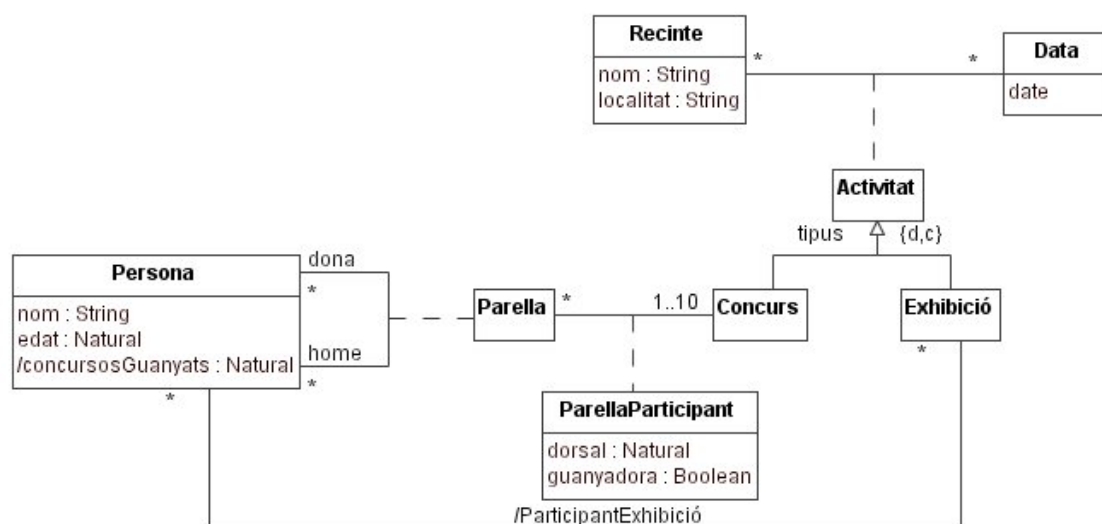 Recinte
nom : String
localitat : String
*
*
Data
date
Activitat
tipus
{d,c}
Persona
nom : String
edat : Natural
/concursosGuanyats : Natural
dona
*
home
*
*
Parella
*
1..10
Concurs
Exhibició
*
ParellaParticipant
dorsal : Natural
guanyadora : Boolean
/ParticipantExhibició